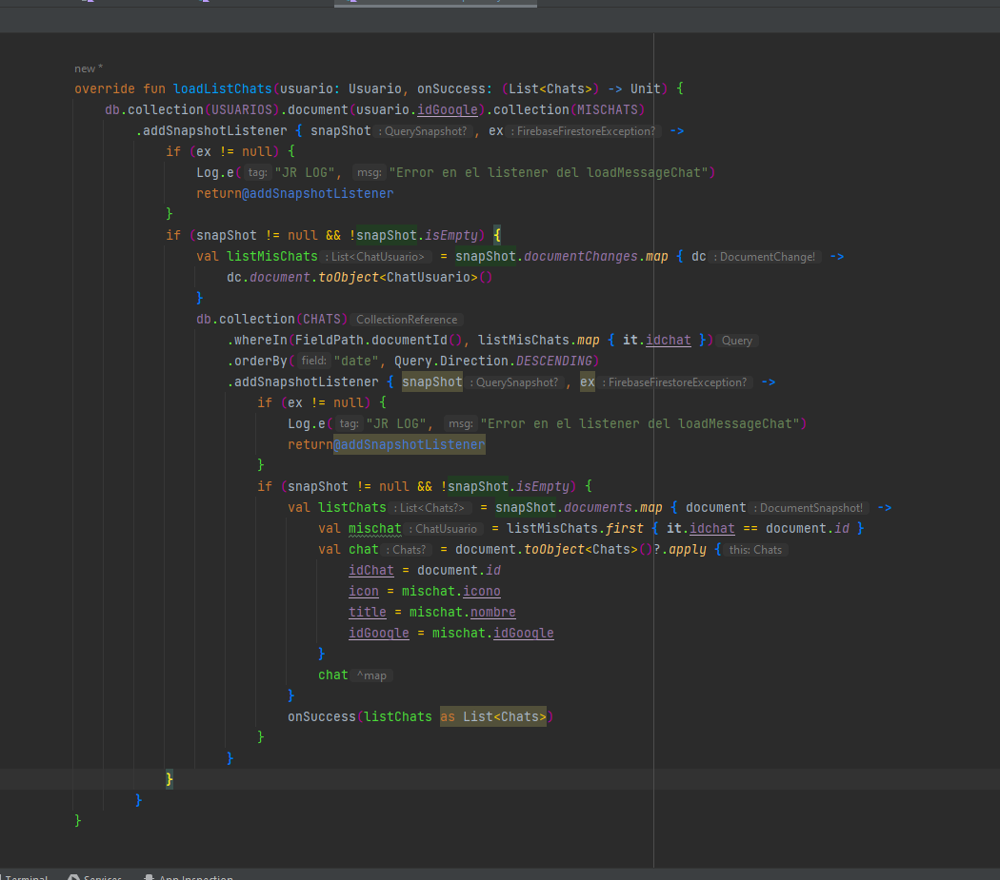 new *
override fun loadListChats(usuario: Usuario, onSuccess: (List<Chats>) -> Unit) {
db.collection(USUARIOS).document(usuario.idGoogle).collection(MISCHATS)
.addSnapshotListener { snapShot : QuerySnapshot? , ex : FirebaseFirestoreException? ->
if (ex != null) {
Log.e( tag: "JR LOG", msg: "Error en el listener del loadMessageChat")
return@addSnapshotListener
}
if (snapShot != null && !snapShot.isEmpty) {
val listMisChats : List<ChatUsuario> = snapShot.documentChanges.map { dc : DocumentChange! ->
dc.document.toObject<ChatUsuario>()
}
db.collection(CHATS) CollectionReference
.whereIn(FieldPath.documentId(), listMisChats.map { it.idchat }) Query
.orderBy( field: "date", Query.Direction.DESCENDING)
.addSnapshotListener { snapShot : QuerySnapshot? , ex : FirebaseFirestoreException? ->
if (ex != null) {
Log.e( tag: "JR LOG", msg: "Error en el listener del loadMessageChat")
return@addSnapshotListener
}
if (snapShot != null && !snapShot.isEmpty) {
val listChats : List<Chats?> = snapShot.documents.map { document : DocumentSnapshot! ->
val mischat : ChatUsuario = listMisChats.first { it.idchat == document.id }
val chat : Chats? = document.toObject<Chats>()?.apply { this: Chats
idChat = document.id
icon = mischat.icono
title = mischat.nombre
idGoogle = mischat.idGoogle
}
chat ^map
}
onSuccess(listChats as List<Chats>)
}
}
}
}
}
Terminal Services App Inspection